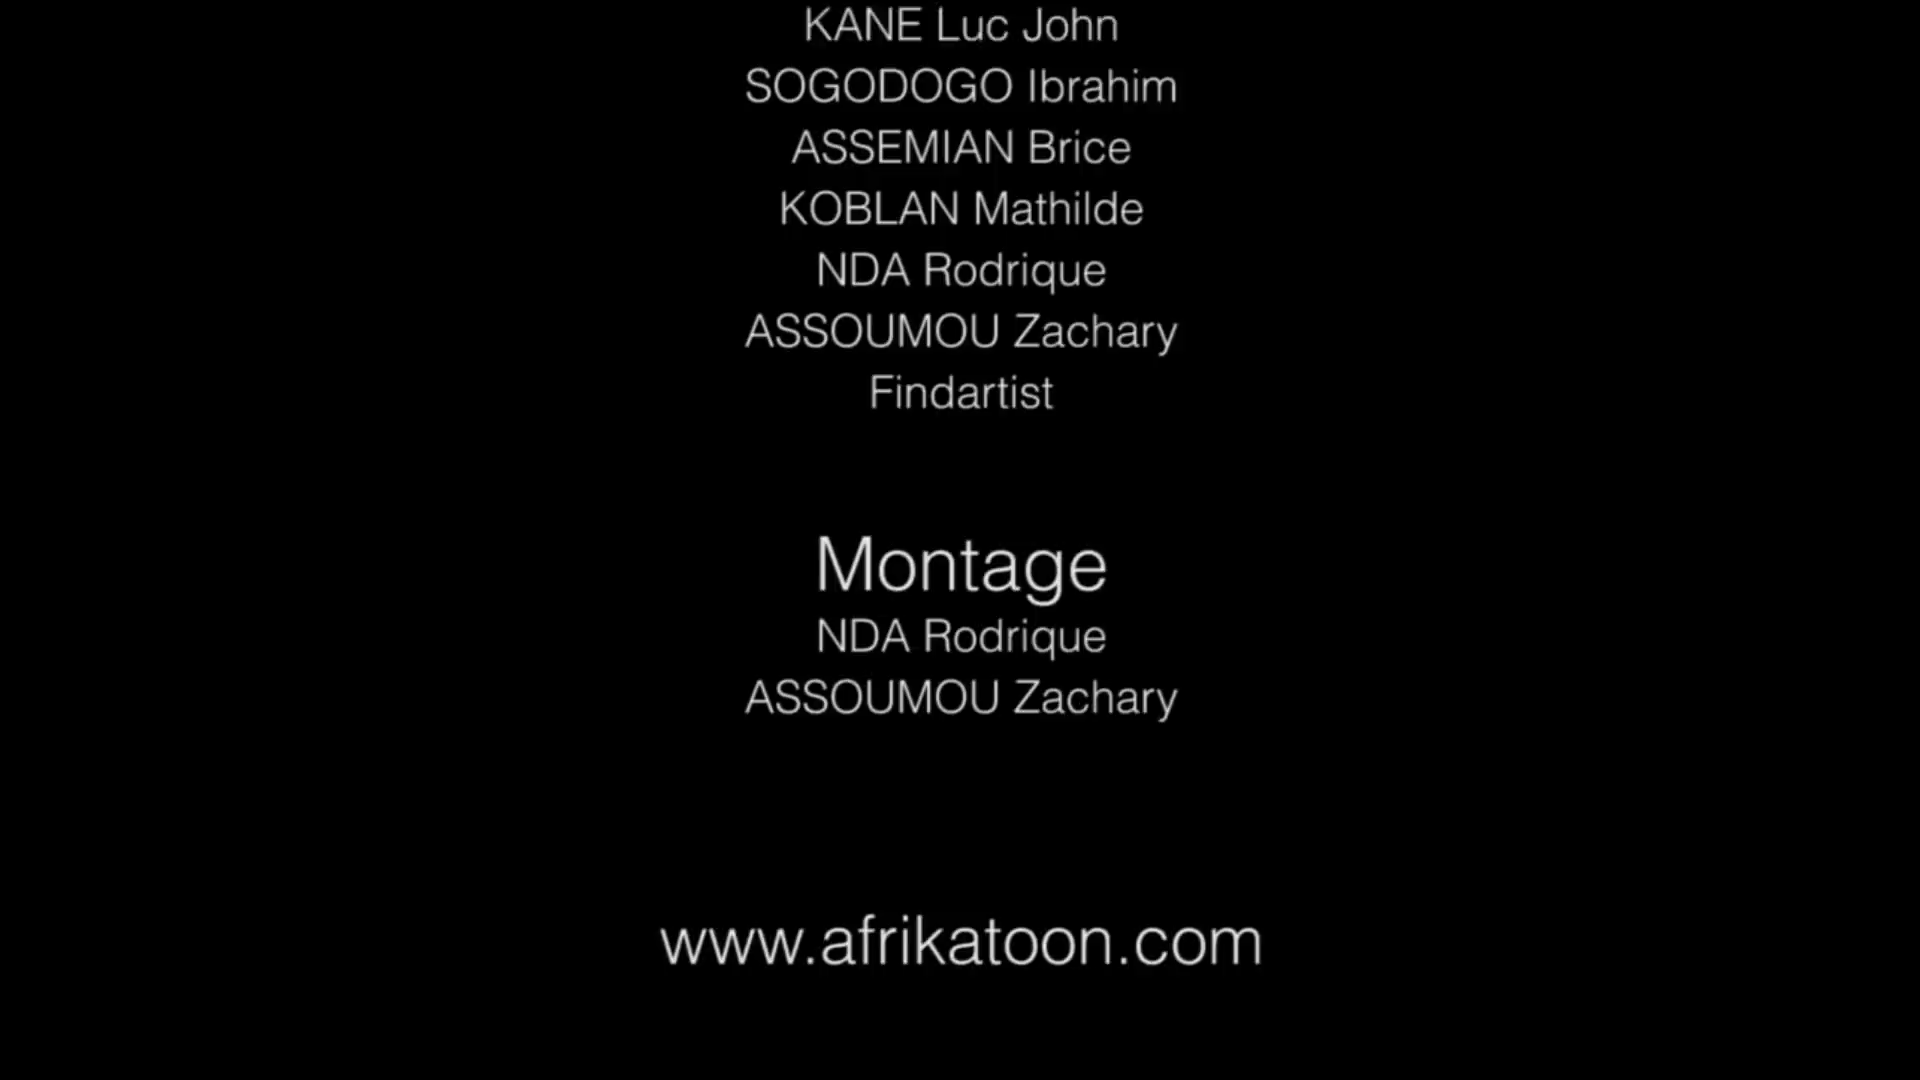 KANE Luc John
SOGODOGO Ibrahim
ASSEMIAN Brice
KOBLAN Mathilde
NDA Rodrique
ASSOUMOU Zachary
Findartist
Montage
NDA Rodrique
ASSOUMOU Zachary
www.afrikatoon.com